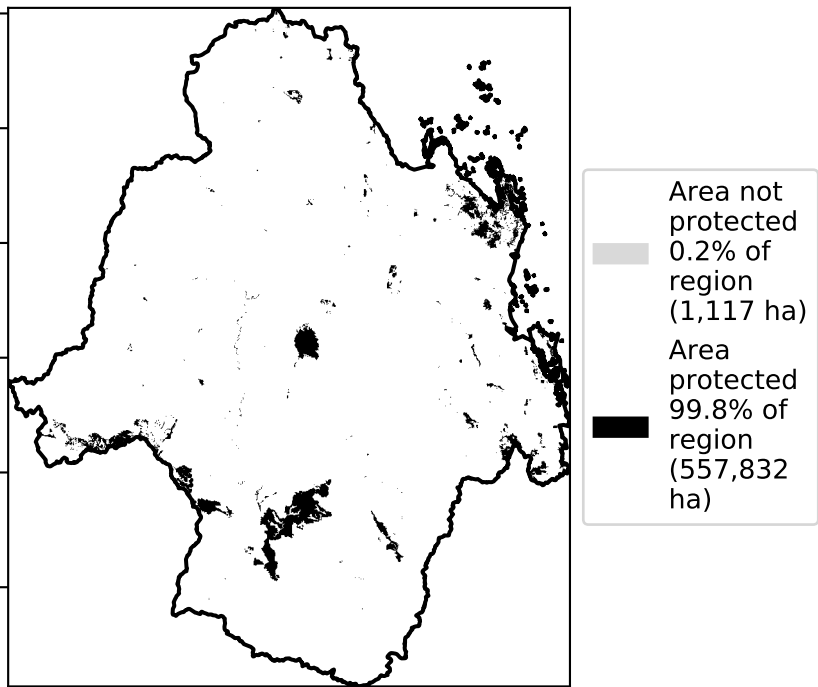 Area not
protected
0.2% of
region
(1,117 ha)
Area
protected
99.8% of
region
(557,832
ha)